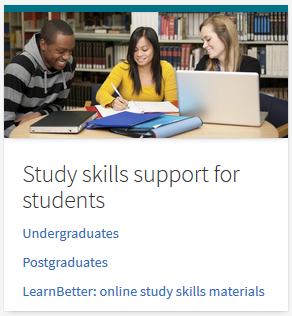 Study skills support for
students
Undergraduates
Postgraduates
LearnBetter: online study skills materials